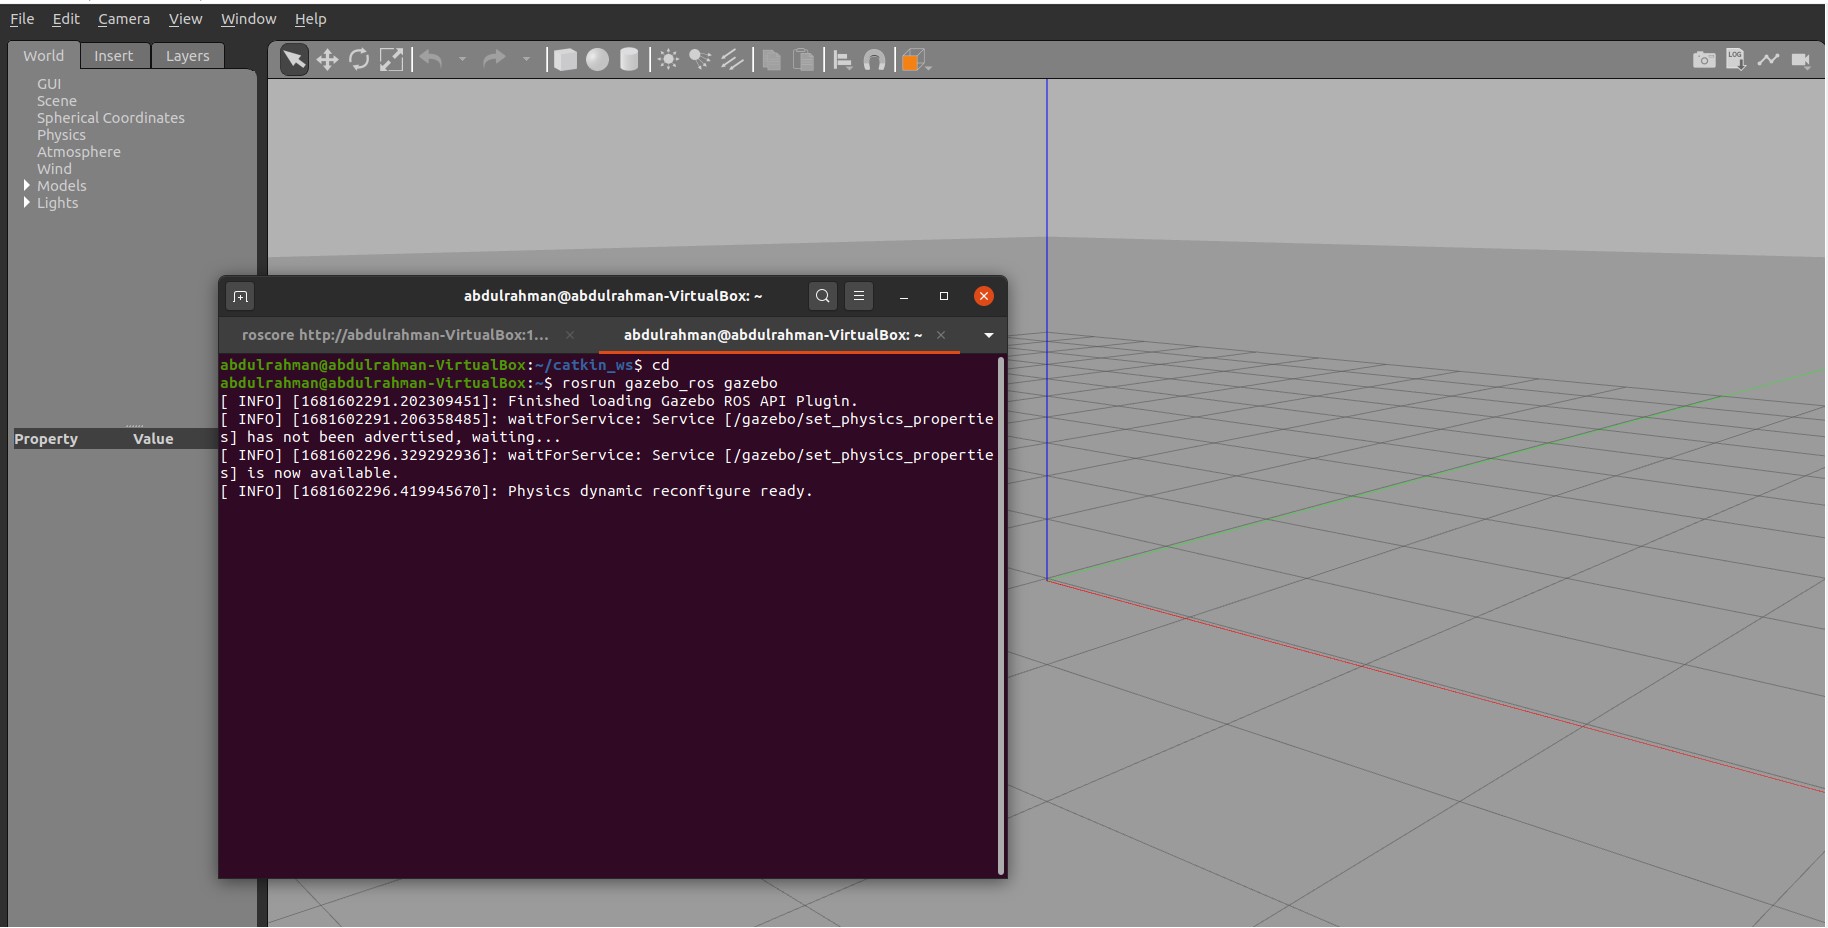 File Edit Camera View Window Help
World Insert Layers
LOG
GUI
Scene
Spherical Coordinates
Physics
Atmosphere
Wind
Models
Lights
Property Value
abdulrahman@abdulrahman-VirtualBox: ~
roscore http://abdulrahman-VirtualBox:1... abdulrahman@abdulrahman-VirtualBox: ~
abdulrahman@abdulrahman-VirtualBox:~/catkin_ws$ cd
abdulrahman@abdulrahman-VirtualBox:~$ rosrun gazebo_ros gazebo
[ INFO] [1681602291.202309451]: Finished loading Gazebo ROS API Plugin.
[ INFO] [1681602291.206358485]: waitForService: Service [/gazebo/set_physics_propertie
s] has not been advertised, waiting...
[ INFO] [1681602296.329292936]: waitForService: Service [/gazebo/set_physics_propertie
s] is now available.
[ INFO] [1681602296.419945670]: Physics dynamic reconfigure ready.